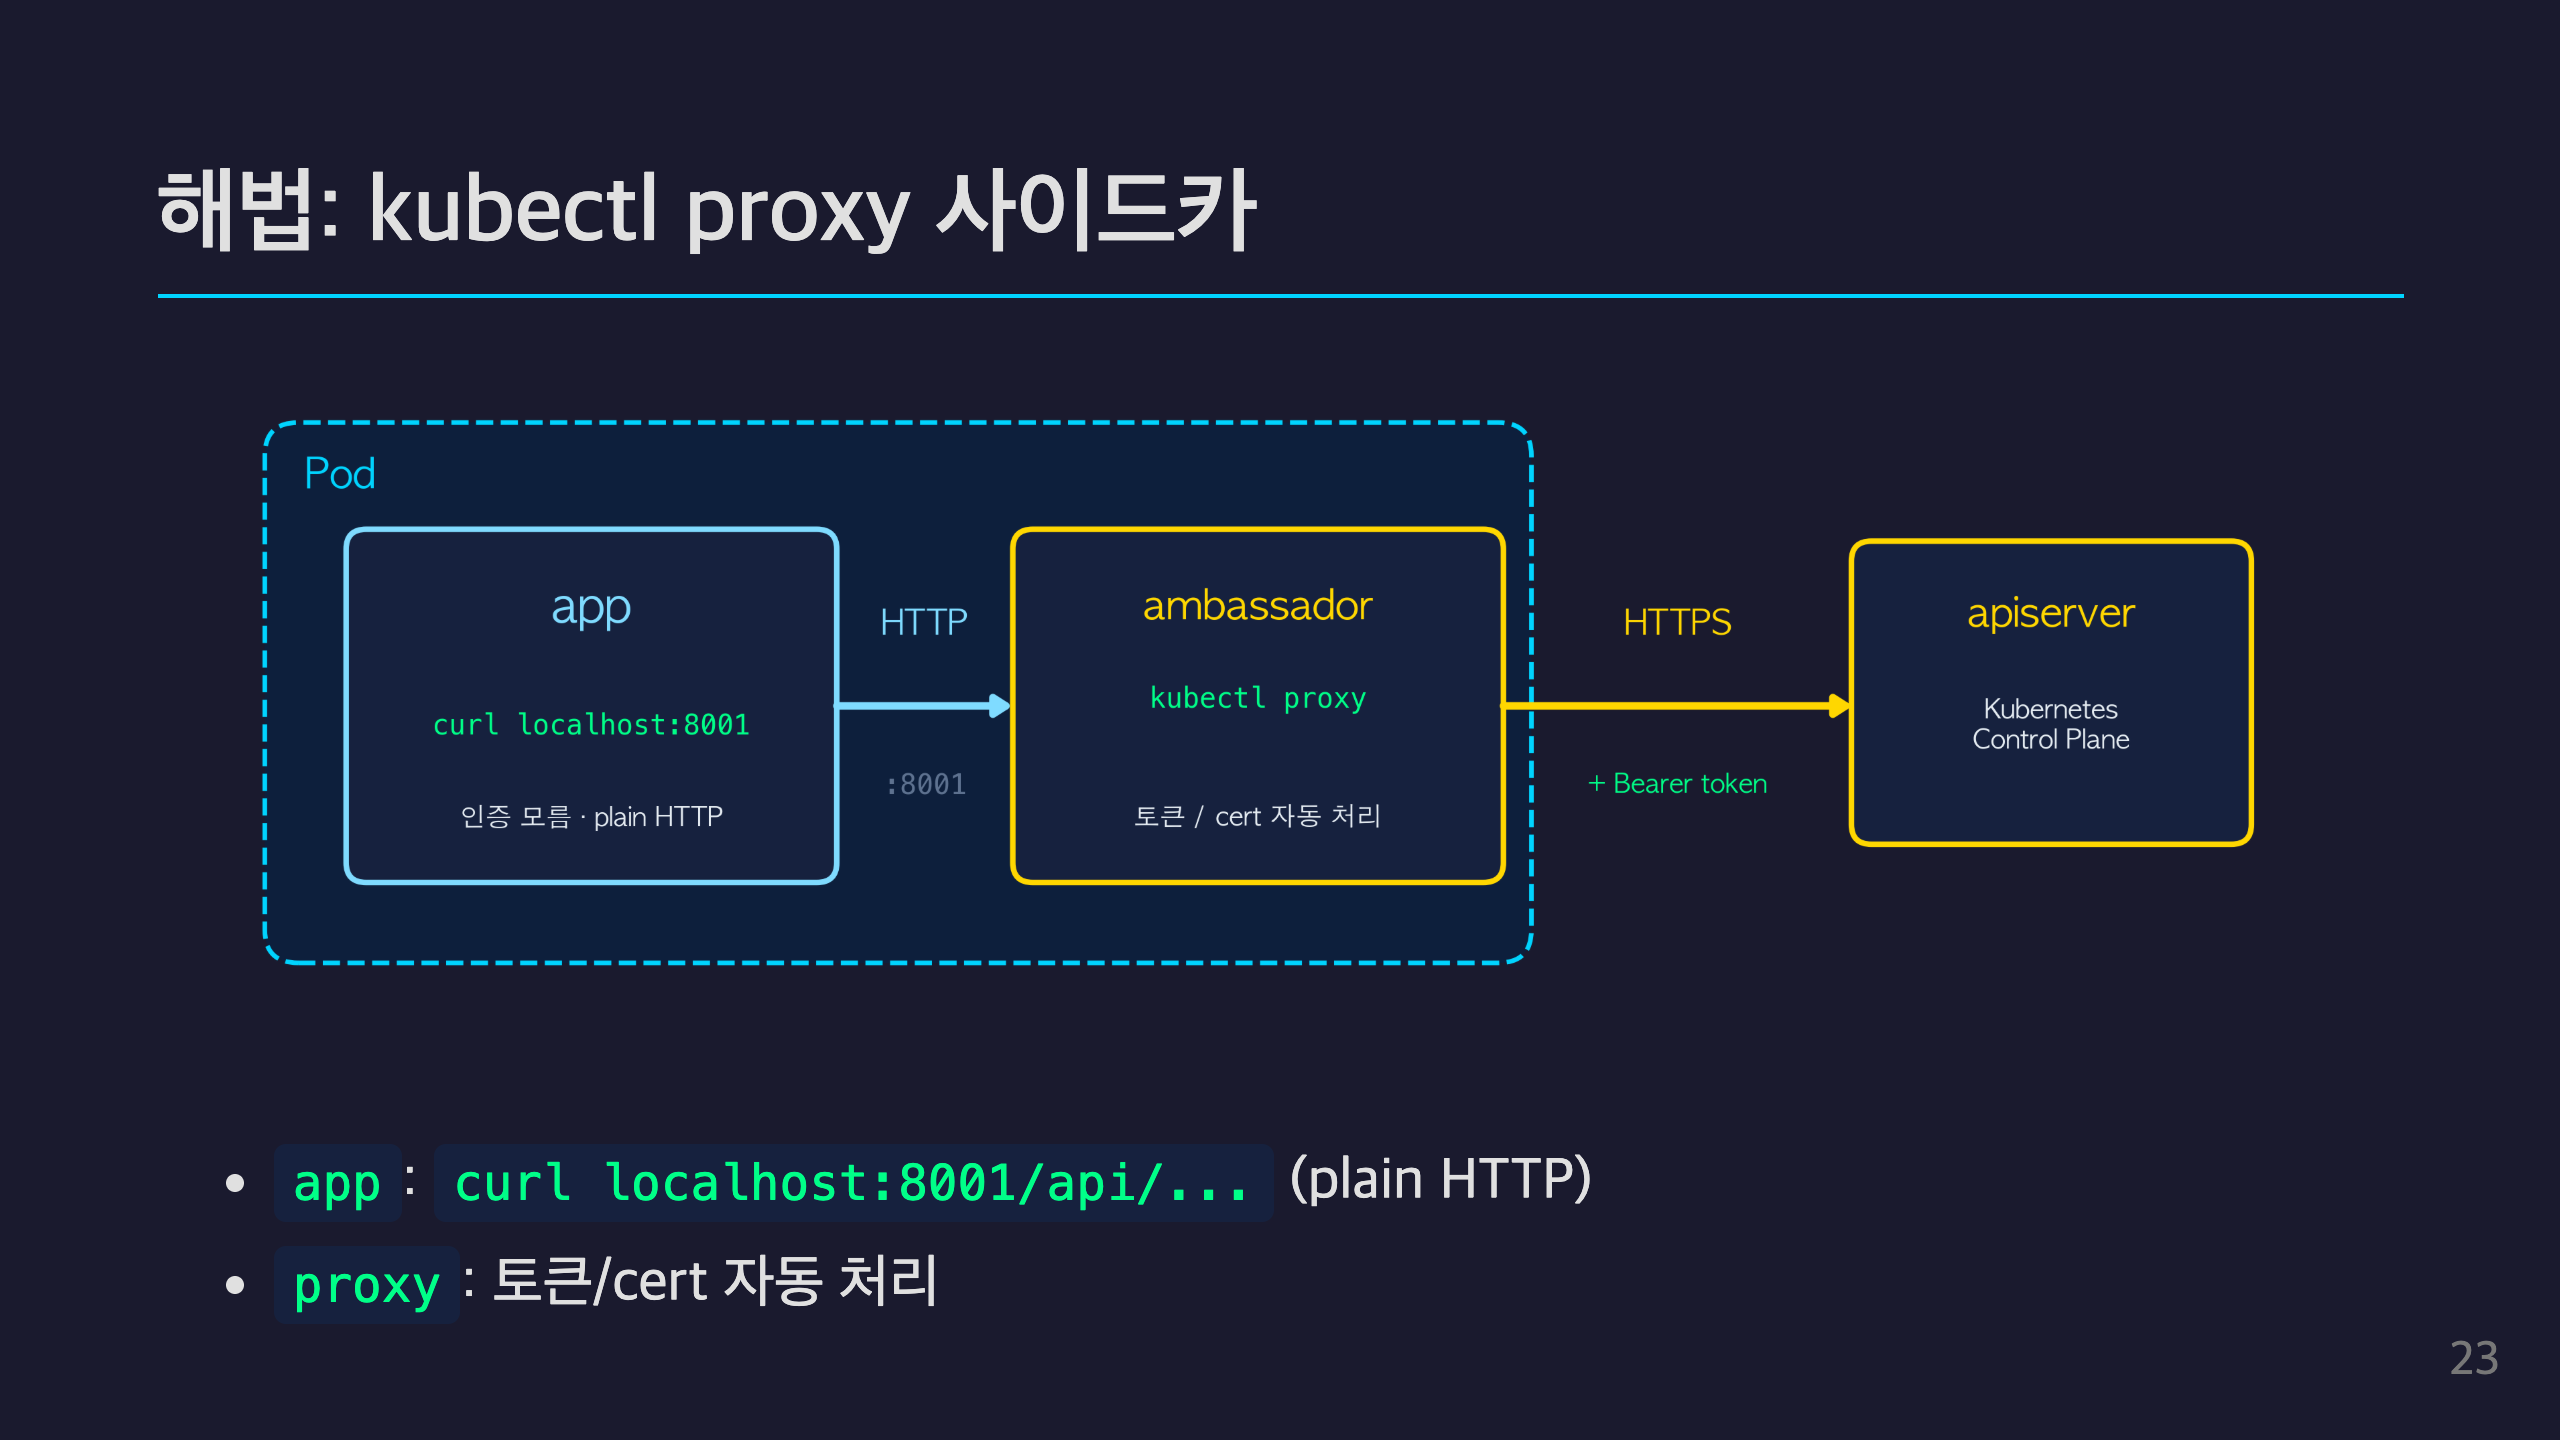 해법: kubectl proxy 사이드카
Pod
app
curl localhost:8001
인증 모름 · plain HTTP
HTTP
:8001
ambassador
kubectl proxy
토큰 / cert 자동 처리
HTTPS
+ Bearer token
apiserver
Kubernetes
Control Plane
• app: curl localhost:8001/api/... (plain HTTP)
• proxy: 토큰/cert 자동 처리
23